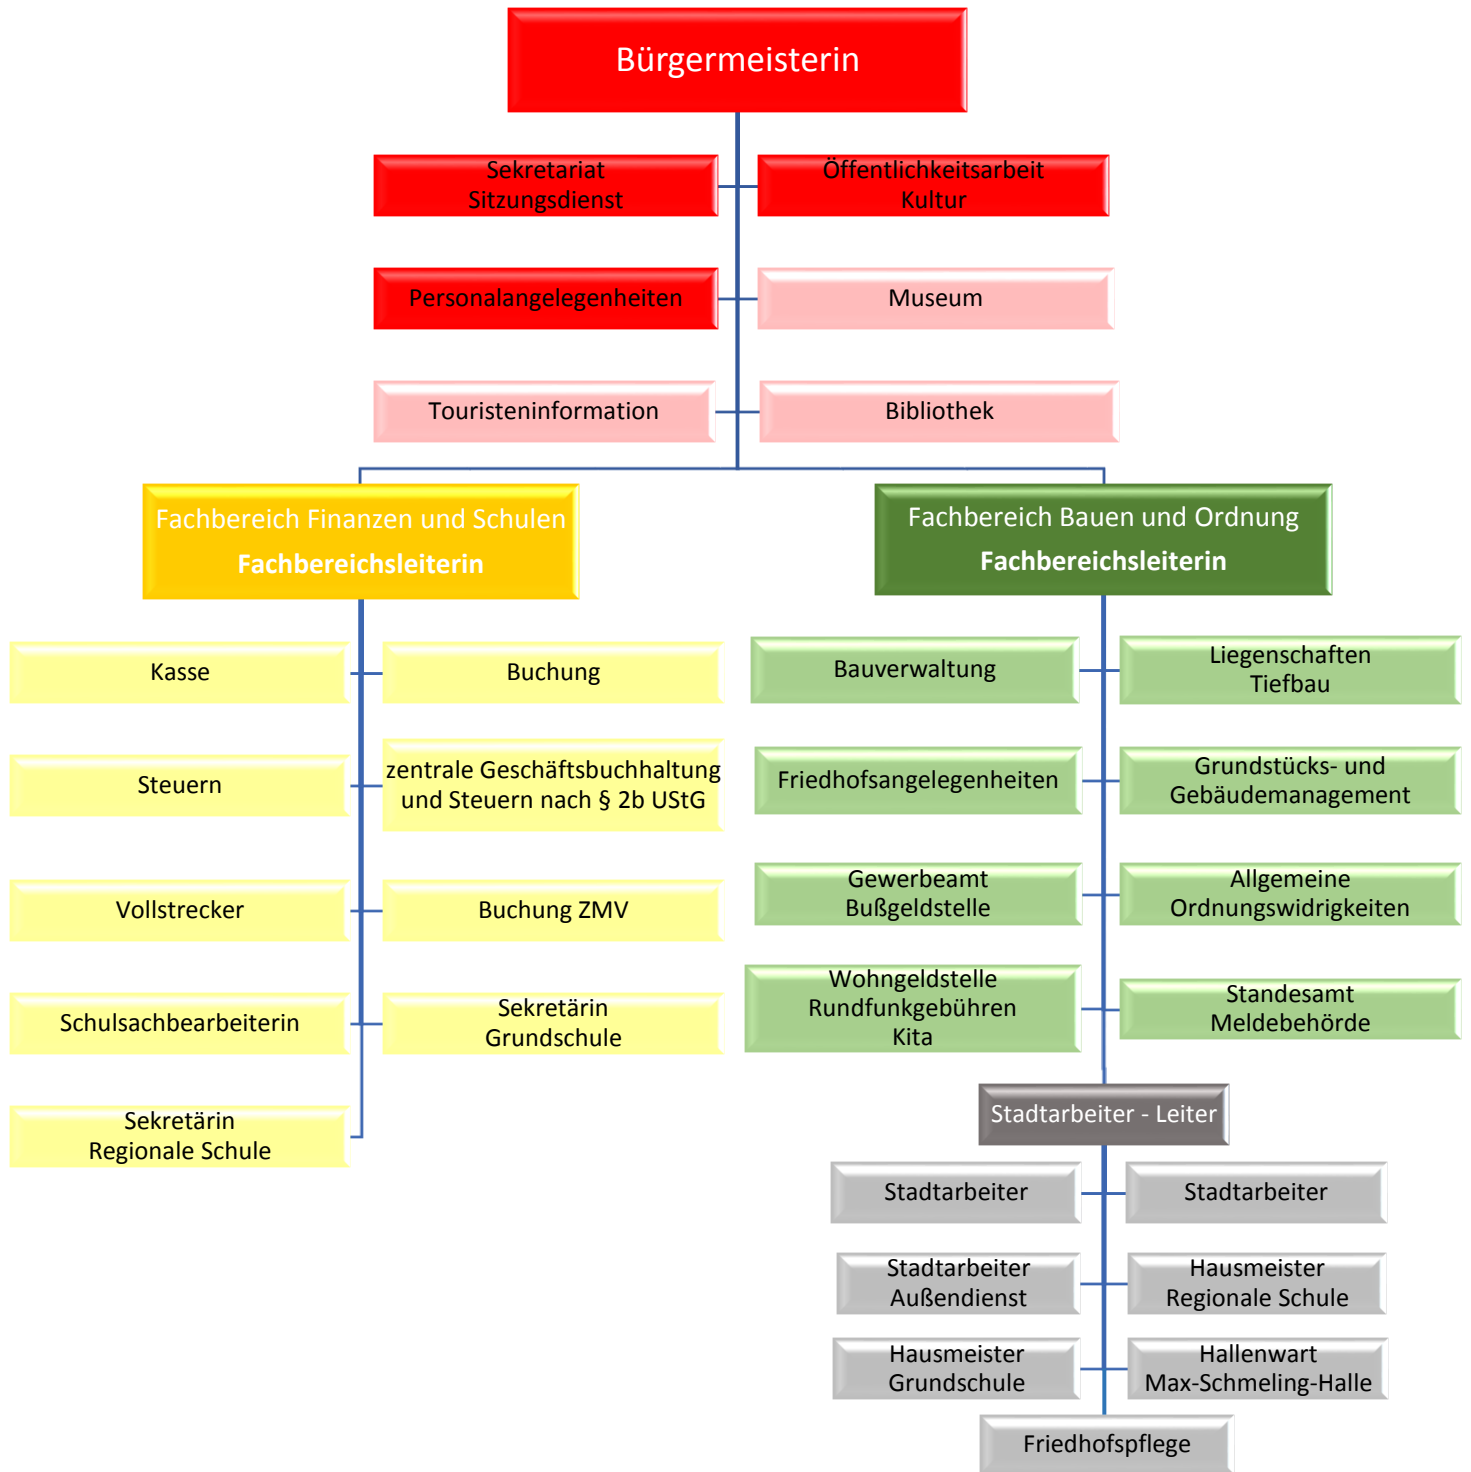 Bürgermeisterin
Sekretariat
Sitzungsdienst
Öffentlichkeitsarbeit
Kultur
Personalangelegenheiten
Museum
Touristeninformation
Bibliothek
Fachbereich Finanzen und Schulen
Fachbereichsleiterin
Kasse
Buchung
Steuern
zentrale Geschäftsbuchhaltung
und Steuern nach § 2b UStG
Vollstrecker
Buchung ZMV
Schulsachbearbeiterin
Sekretärin
Grundschule
Sekretärin
Regionale Schule
Fachbereich Bauen und Ordnung
Fachbereichsleiterin
Bauverwaltung
Liegenschaften
Tiefbau
Friedhofsangelegenheiten
Grundstücks- und
Gebäudemanagement
Gewerbeamt
Bußgeldstelle
Allgemeine
Ordnungswidrigkeiten
Wohngeldstelle
Rundfunkgebühren
Kita
Standesamt
Meldebehörde
Stadtarbeiter - Leiter
Stadtarbeiter
Stadtarbeiter
Stadtarbeiter
Außendienst
Hausmeister
Regionale Schule
Hausmeister
Grundschule
Hallenwart
Max-Schmeling-Halle
Friedhofspflege